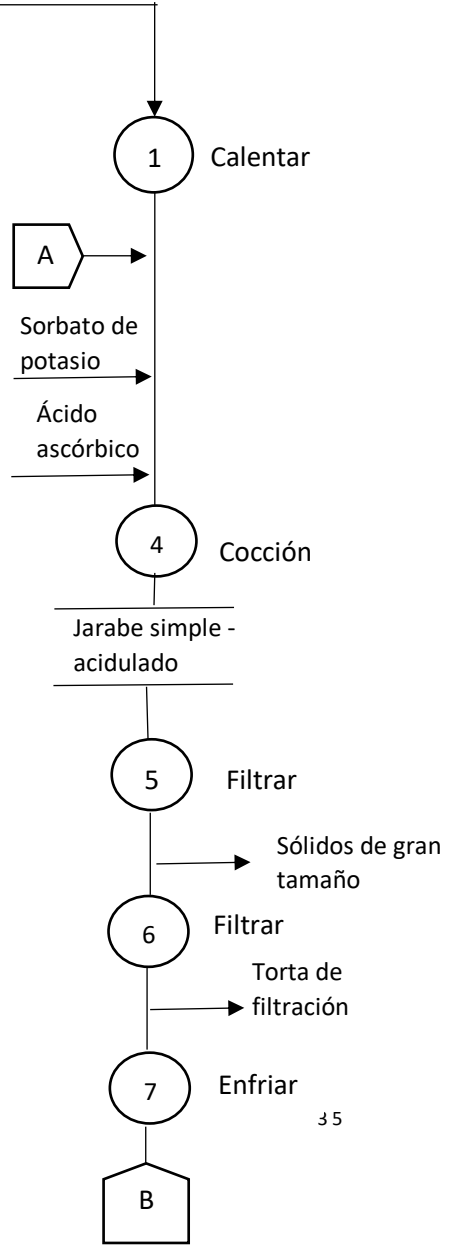 1 Calentar
A
Sorbato de
potasio
Ácido
ascórbico
4 Cocción
Jarabe simple -
acidulado
5 Filtrar
Sólidos de gran
tamaño
6 Filtrar
Torta de
filtración
7 Enfriar
35
B